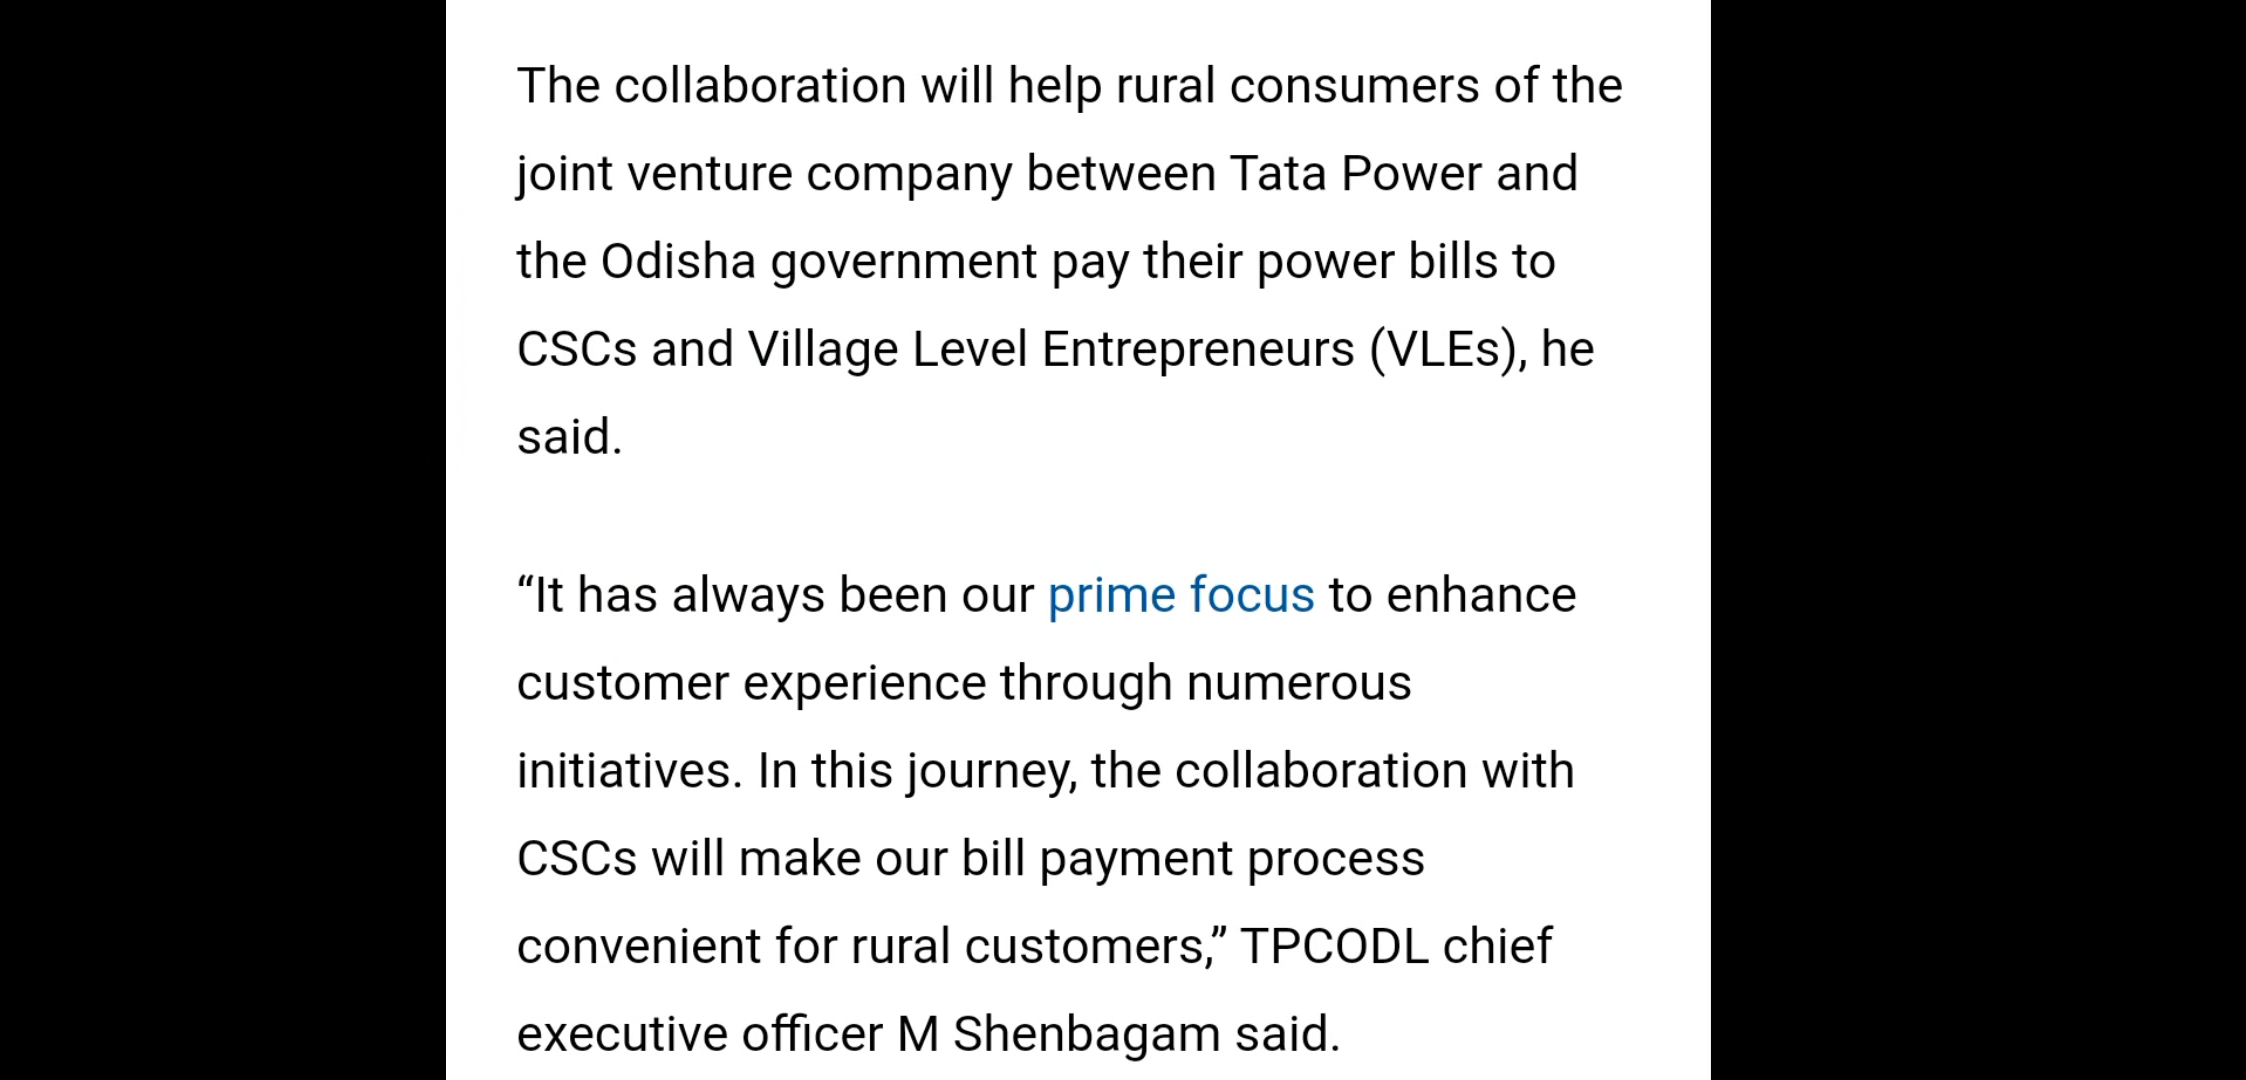 The collaboration will help rural consumers of the
joint venture company between Tata Power and
the Odisha government pay their power bills to
CSCs and Village Level Entrepreneurs (VLEs), he
said.
“It has always been our prime focus to enhance
customer experience through numerous
initiatives. In this journey, the collaboration with
CSCs will make our bill payment process
convenient for rural customers,” TPCODL chief
executive officer M Shenbagam said.